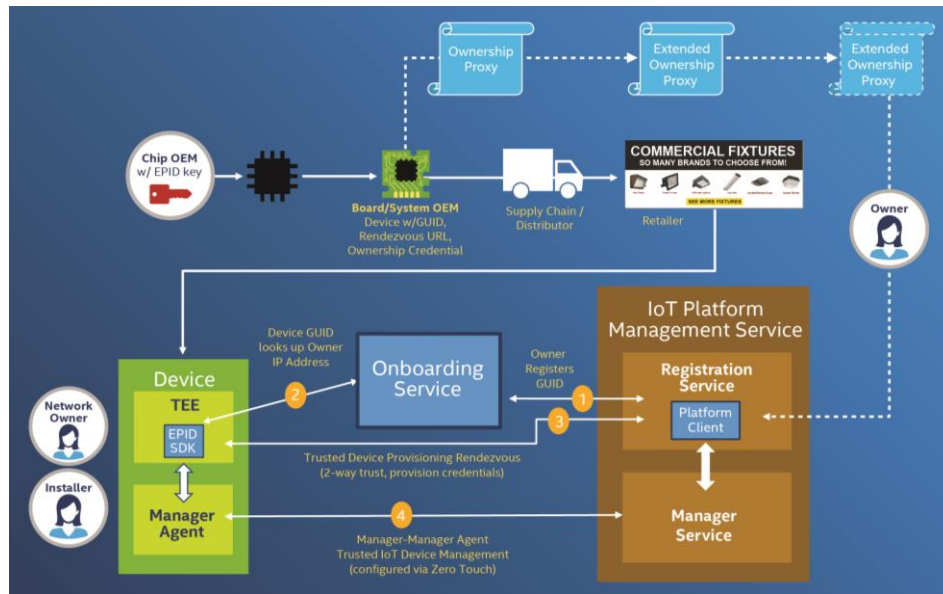 Ownership
Proxy
Extended
Ownership
Proxy
Extended
Ownership
Proxy
Chip OEM
w/ EPID key
COMMERCIAL FIXTURES
SO MANY BRANDS TO CHOOSE FROM!
SEE MORE FIXTURES
Board/System OEM
Device w/GUID,
Rendezvous URL,
Ownership Credential
Supply Chain /
Distributor
Retailer
Owner
Device GUID
looks up Owner
IP Address
Onboarding
Service
Owner
Registers
GUID
IoT Platform
Management Service
Registration
Service
Platform
Client
Manager
Service
Device
TEE
EPID
SDK
Manager
Agent
Network
Owner
Installer
2
1
3
Trusted Device Provisioning Rendezvous
(2-way trust, provision credentials)
4
Manager-Manager Agent
Trusted IoT Device Management
(configured via Zero Touch)